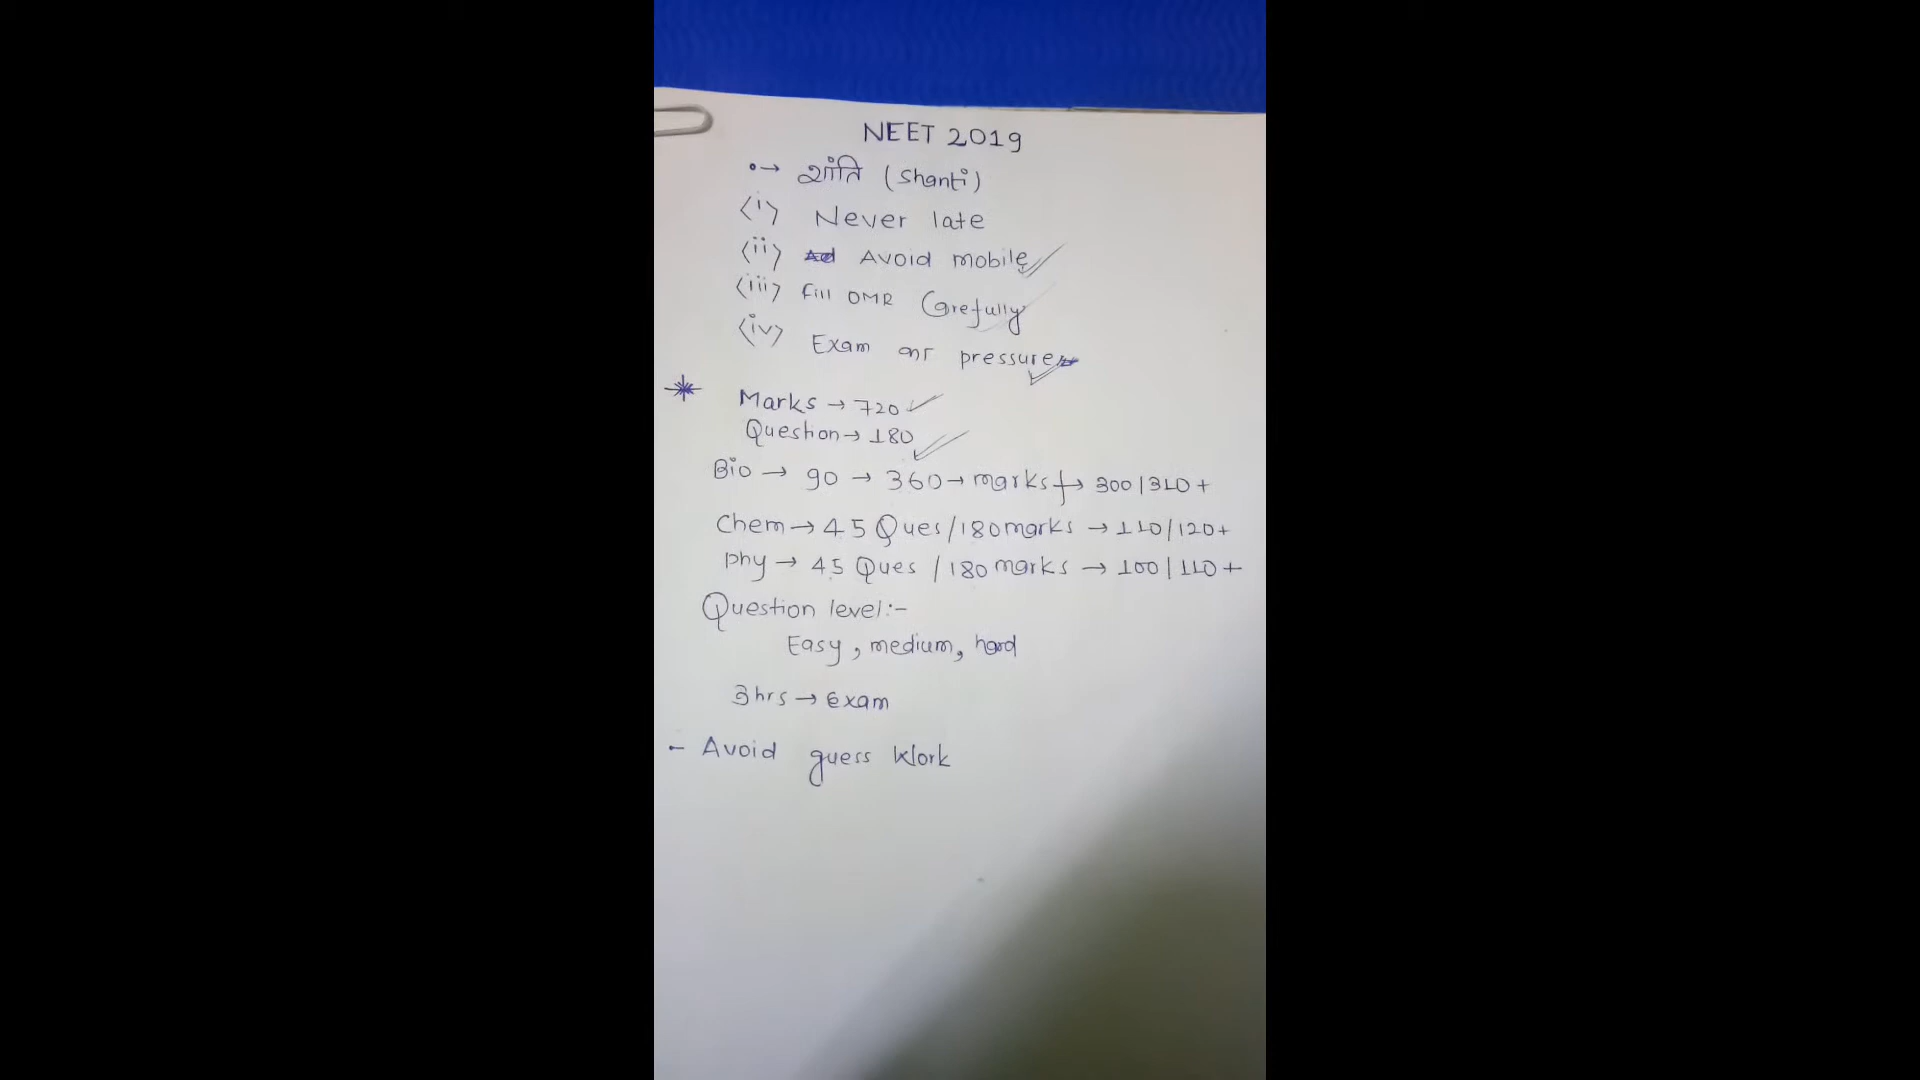 NEET 2019
•→ शांति (Shanti)
<i> Never late
<ii> Avoid mobile
<iii> Fill OMR Carefully
<iv> Exam का pressure
Marks → 720
Question → 180
Bio → 90 → 360 → marks → 300/310+
Chem → 45 Ques/180 marks → 110/120+
Phy → 45 Ques/180 marks → 100/110+
Question level:-
Easy, medium, hard
3hrs → Exam
- Avoid guess Work